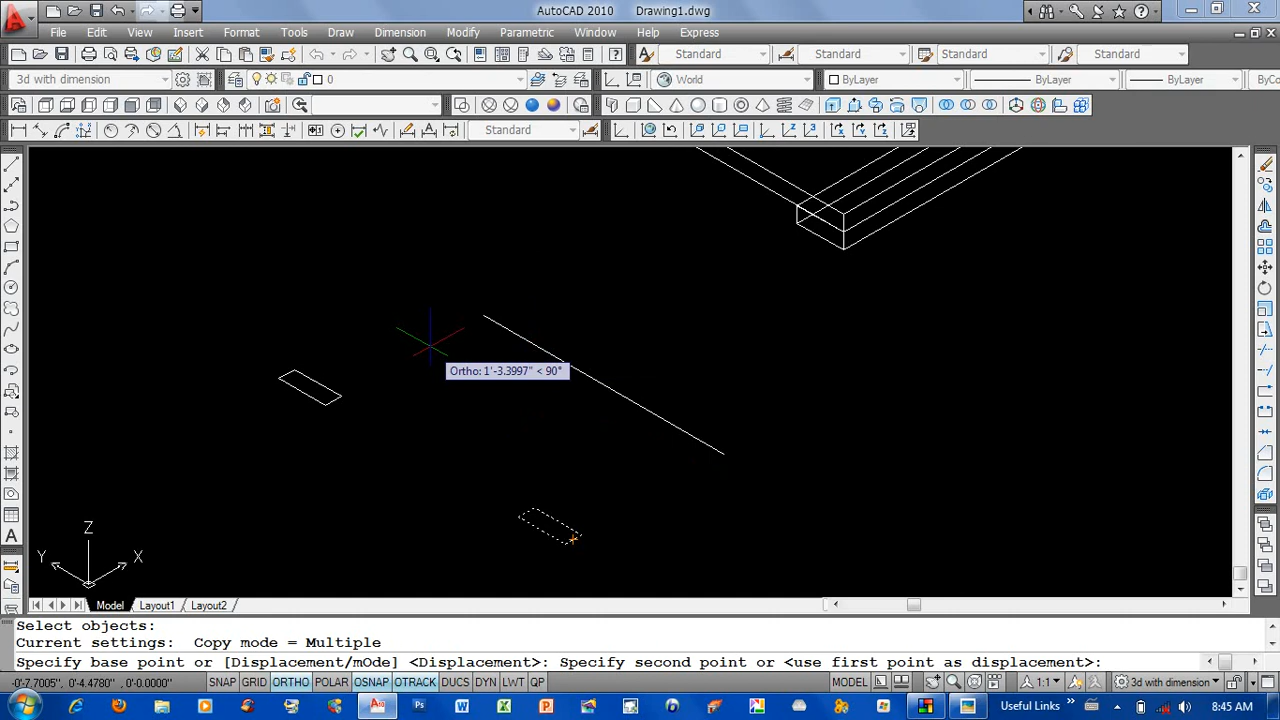 AutoCAD 2010 Drawing1.dwg
File Edit View Insert Format Tools Draw Dimension Modify Parametric Window Help Express
Standard Standard Standard Standard
3d with dimension 0 World ByLayer ByLayer ByLayer ByCo
Standard
Ortho: 1'-3.3997" < 90°
Z
Y X
Model Layout1 Layout2
Select objects:
Current settings: Copy mode = Multiple
Specify base point or [Displacement/mOde] <Displacement>: Specify second point or <use first point as displacement>:
-0'-7.7005", 0'-4.4780", 0'-0.0000" SNAP GRID ORTHO POLAR OSNAP OTRACK DUCS DYN LWT QP MODEL 1:1 3d with dimension
Useful Links » 8:45 AM